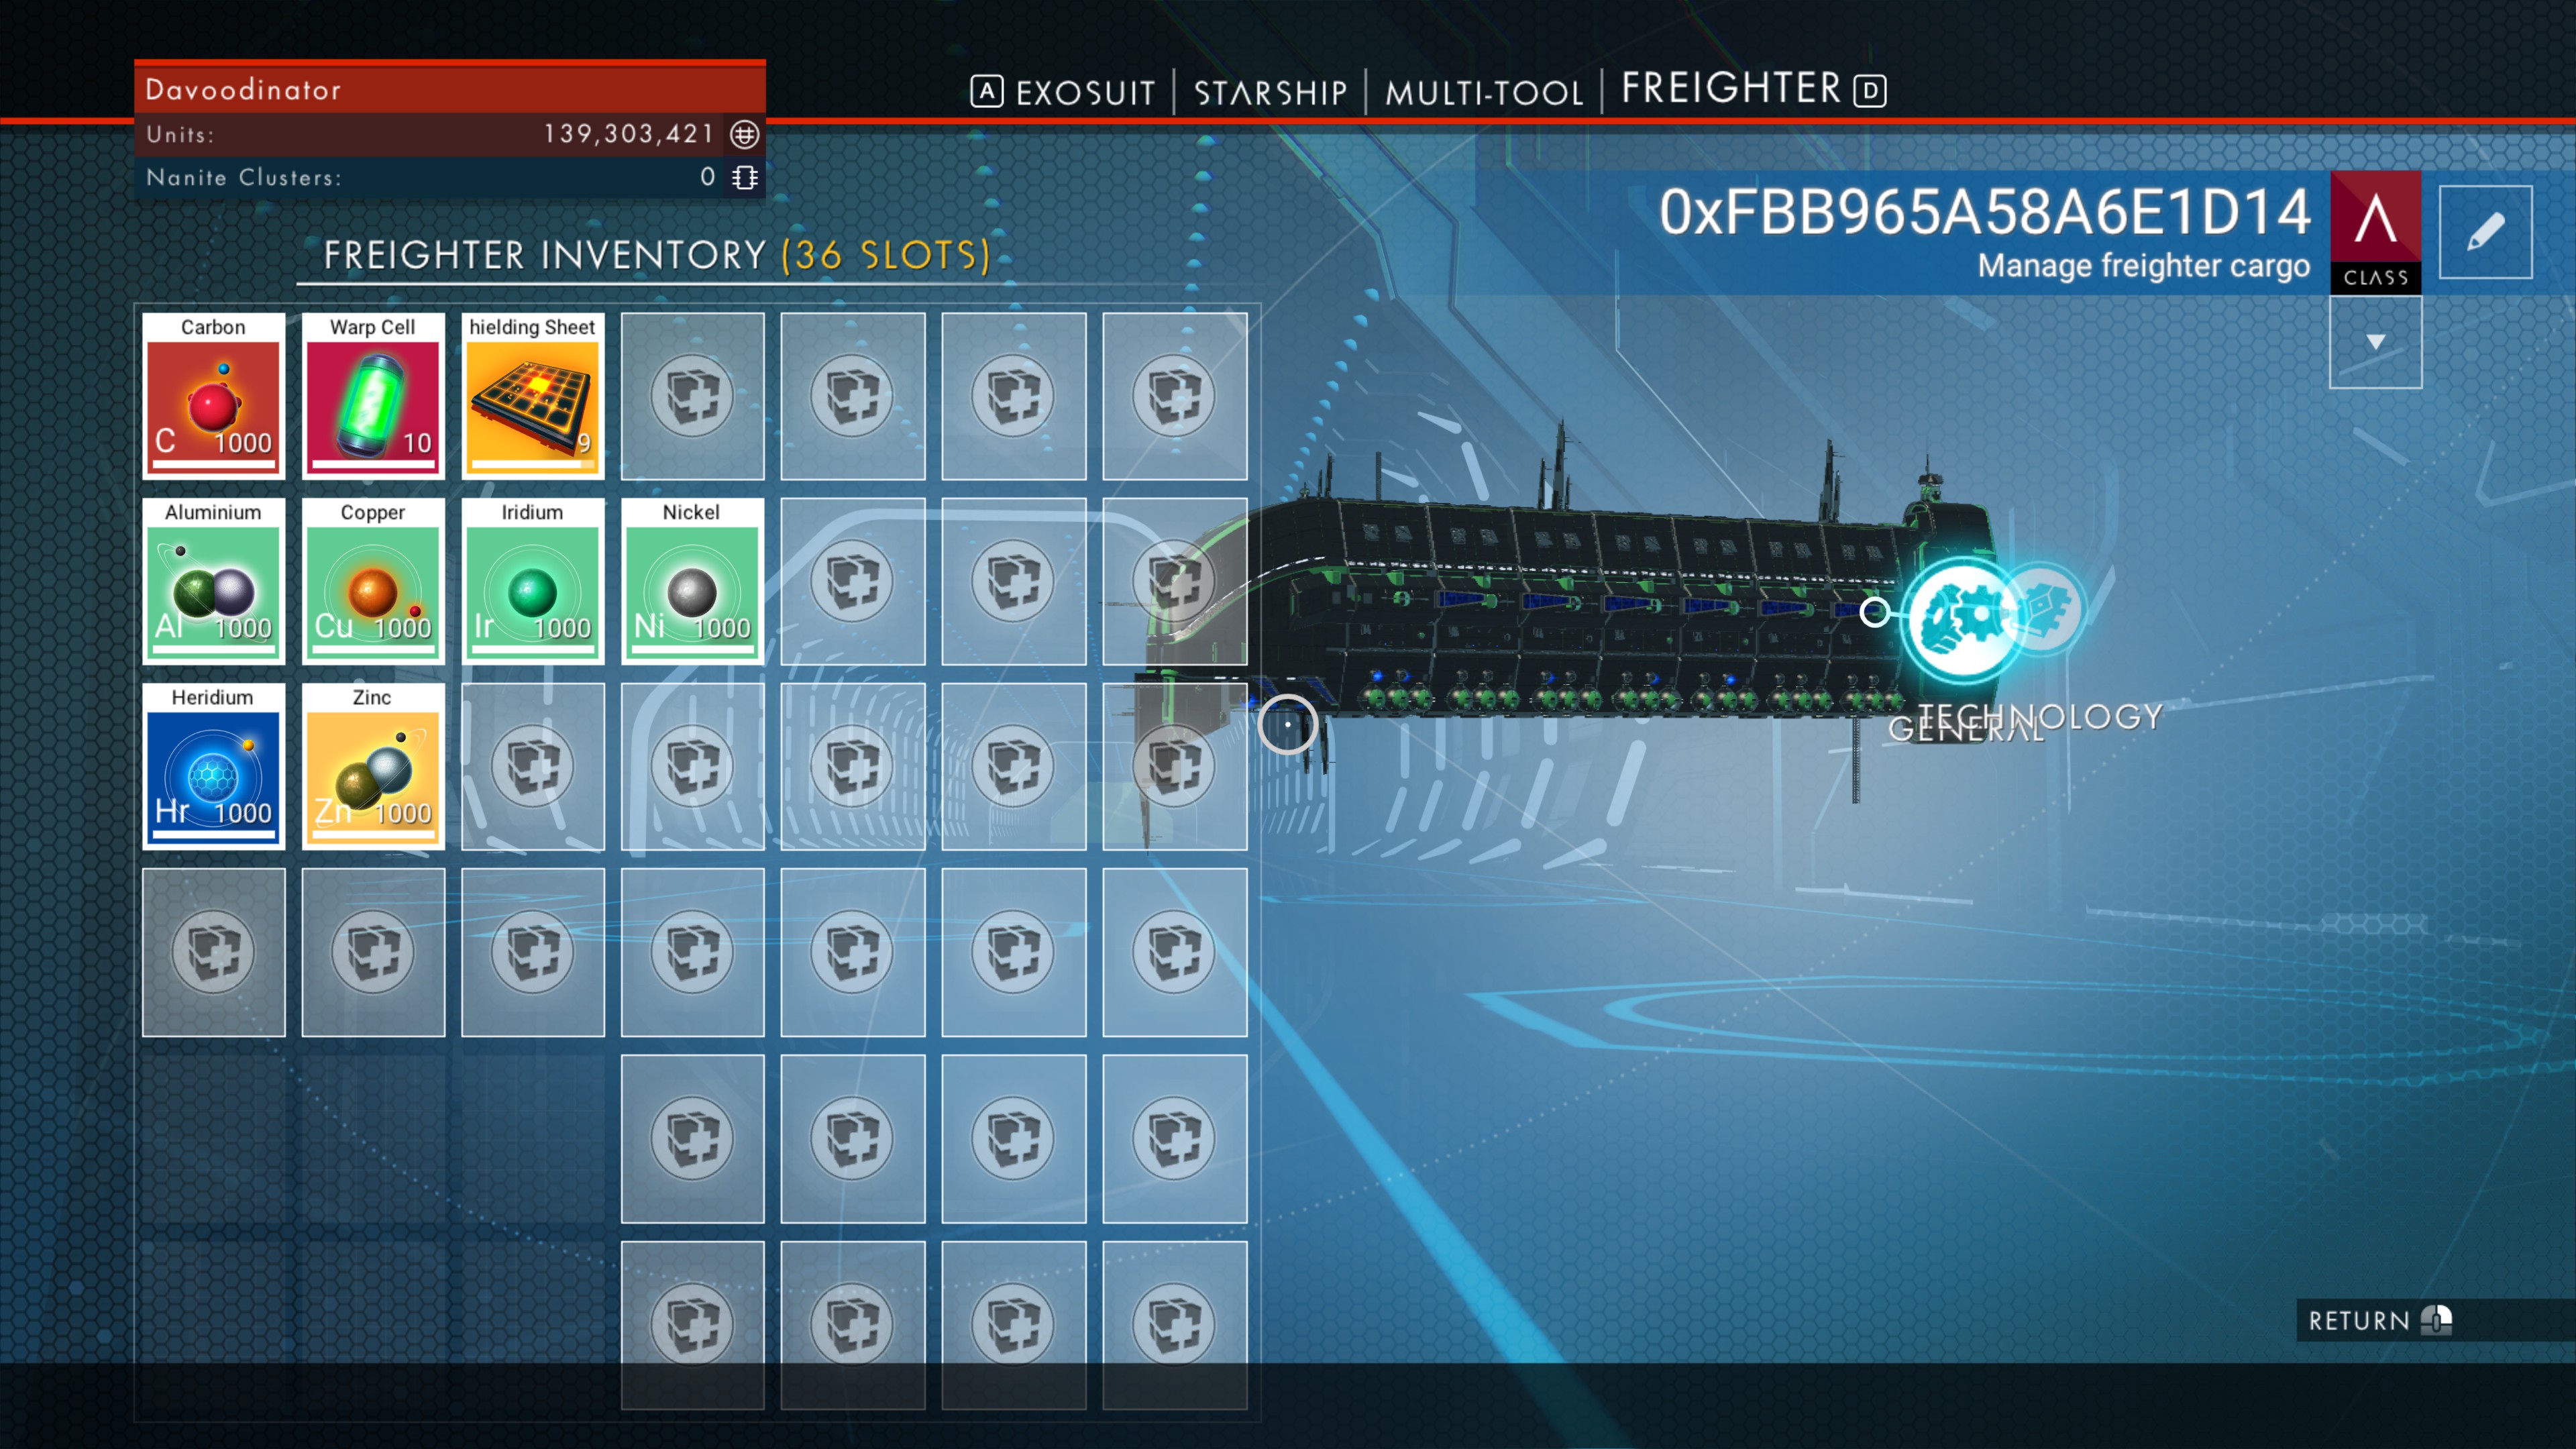 Davoodinator
Units: 139,303,421
Nanite Clusters: 0
A EXOSUIT STARSHIP MULTI-TOOL FREIGHTER D
0xFBB965A58A6E1D14
Manage freighter cargo
CLASS
FREIGHTER INVENTORY (36 SLOTS)
Carbon Warp Cell hielding Sheet
C 1000 10 9
Aluminium Copper Iridium Nickel
Al 1000 Cu 1000 Ir 1000 Ni 1000
Heridium Zinc
Hr 1000 Zn 1000
TECHNOLOGY
GENERAL
RETURN